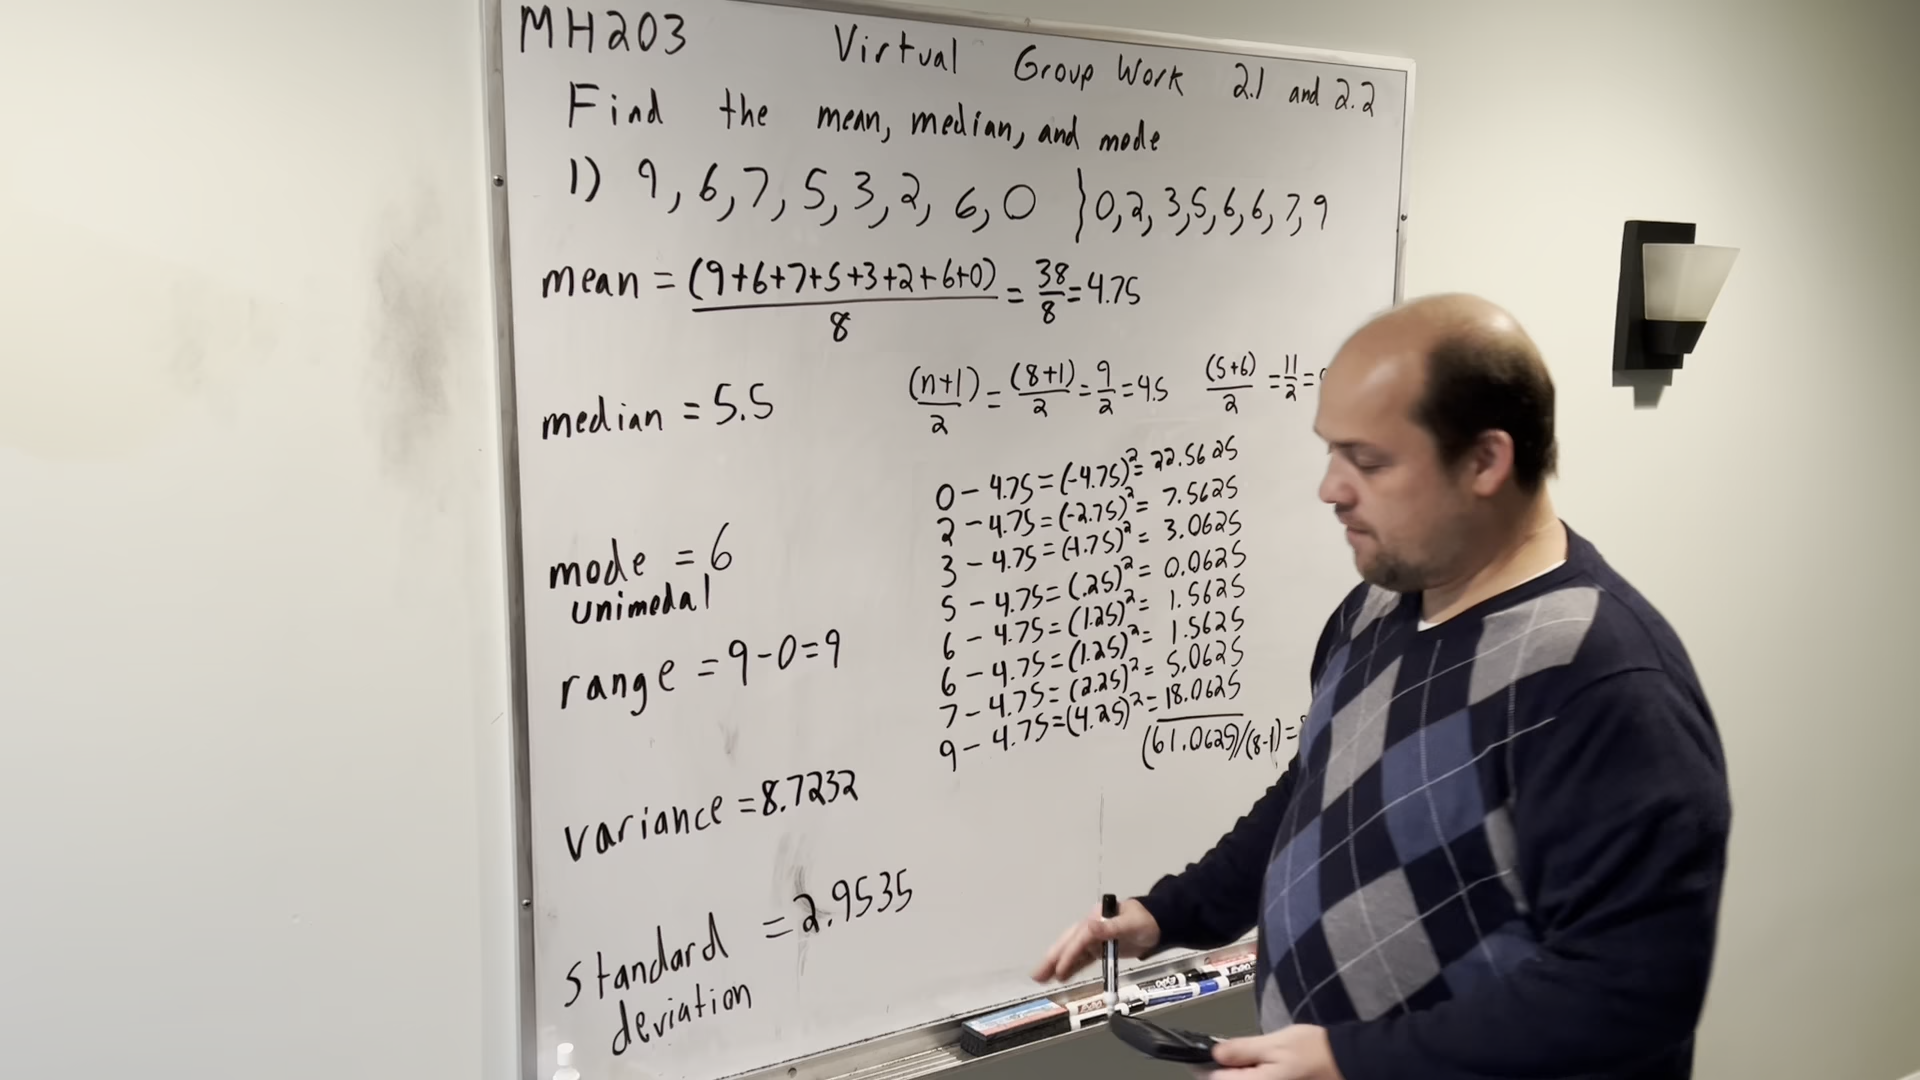 MH203 Virtual Group Work 2.1 and 2.2
Find the mean, median, and mode
1) 9, 6, 7, 5, 3, 2, 6, 0 } 0, 2, 3, 5, 6, 6, 7, 9
mean = (9+6+7+5+3+2+6+0)/8 = 38/8 = 4.75
median = 5.5
(n+1)/2 = (8+1)/2 = 9/2 = 4.5 (5+6)/2 = 11/2 =
0 - 4.75 = (-4.75)² = 22.5625
2 - 4.75 = (-2.75)² = 7.5625
3 - 4.75 = (-1.75)² = 3.0625
5 - 4.75 = (.25)² = 0.0625
6 - 4.75 = (1.25)² = 1.5625
6 - 4.75 = (1.25)² = 1.5625
7 - 4.75 = (2.25)² = 5.0625
9 - 4.75 = (4.25)² = 18.0625
(61.0625)/(8-1) =
mode = 6
unimodal
range = 9-0=9
variance = 8.7232
standard = 2.9535
deviation